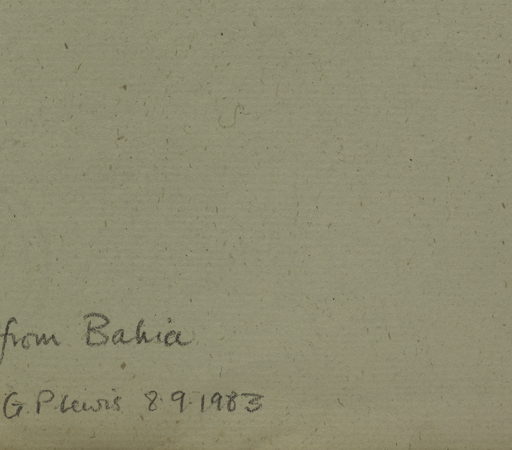 from Bahia
G. P. Lewis 8.9.1983